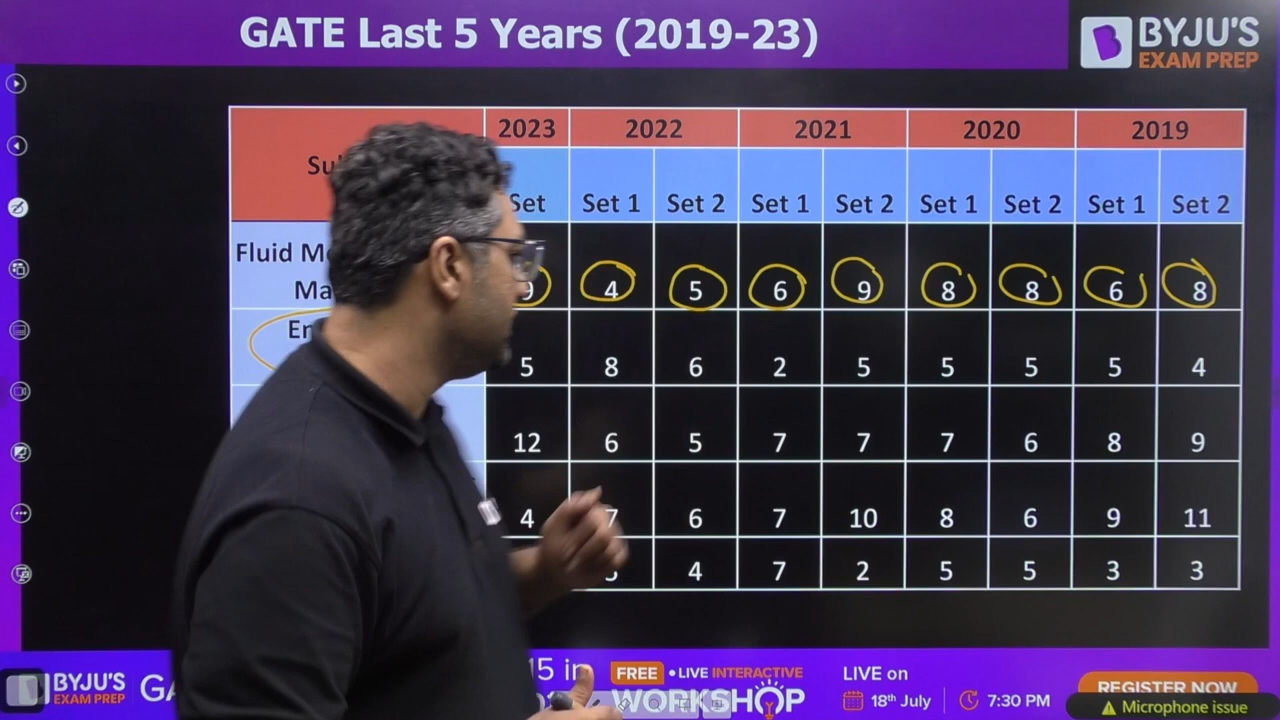 GATE Last 5 Years (2019-23)
BYJU'S
EXAM PREP
2023 2022 2021 2020 2019
Set Set 1 Set 2 Set 1 Set 2 Set 1 Set 2 Set 1 Set 2
Fluid
9 4 5 6 9 8 8 6 8
5 8 6 2 5 5 5 5 4
12 6 5 7 7 7 6 8 9
4 7 6 7 10 8 6 9 11
4 7 2 5 5 3 3
BYJU'S
EXAM PREP
15 in
FREE • LIVE INTERACTIVE
WORKSHOP
LIVE on
18th July 7:30 PM
REGISTER NOW
Microphone issue